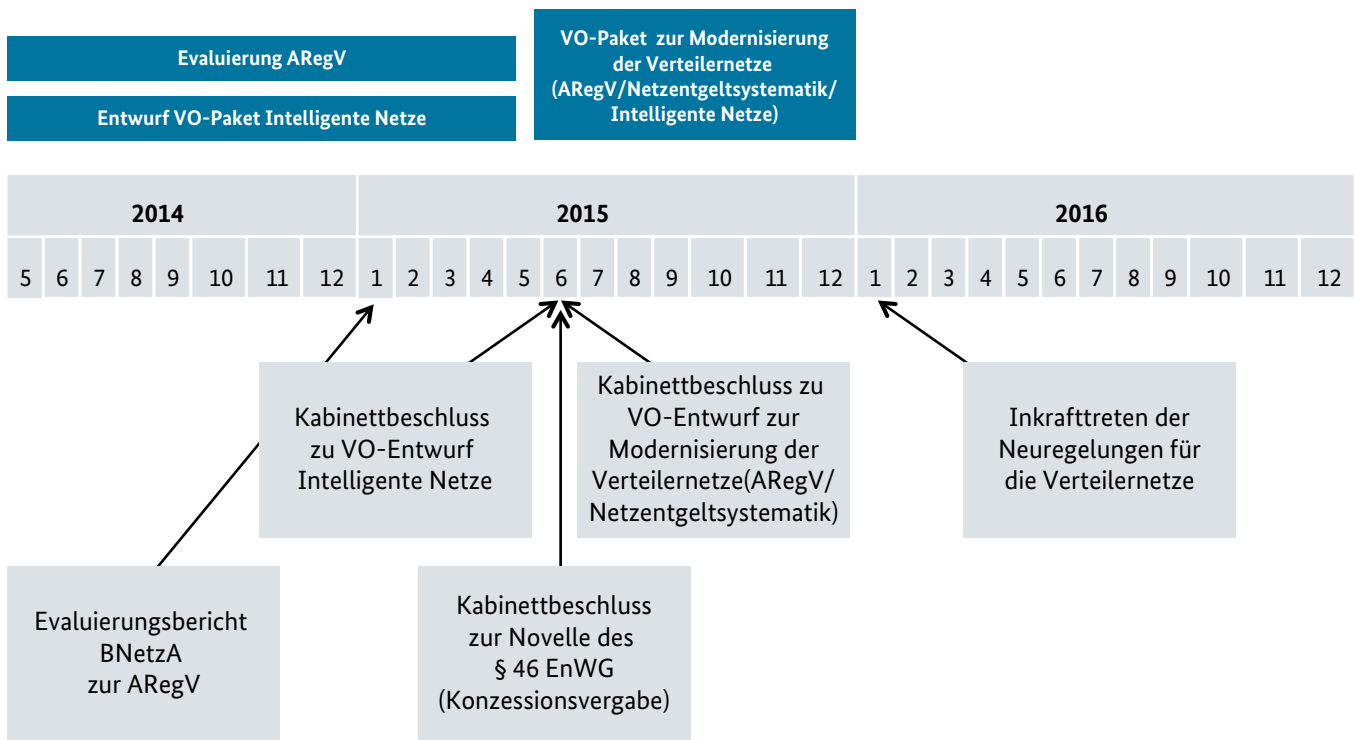 Evaluierung ARegV
Entwurf VO-Paket Intelligente Netze
VO-Paket zur Modernisierung
der Verteilernetze
(ARegV/Netzentgeltsystematik/
Intelligente Netze)
2014 2015 2016
5 6 7 8 9 10 11 12 1 2 3 4 5 6 7 8 9 10 11 12 1 2 3 4 5 6 7 8 9 10 11 12
Kabinettbeschluss
zu VO-Entwurf
Intelligente Netze
Kabinettbeschluss zu
VO-Entwurf zur
Modernisierung der
Verteilernetze(ARegV/
Netzentgeltsystematik)
Inkrafttreten der
Neuregelungen für
die Verteilernetze
Evaluierungsbericht
BNetzA
zur ARegV
Kabinettbeschluss
zur Novelle des
§ 46 EnWG
(Konzessionsvergabe)